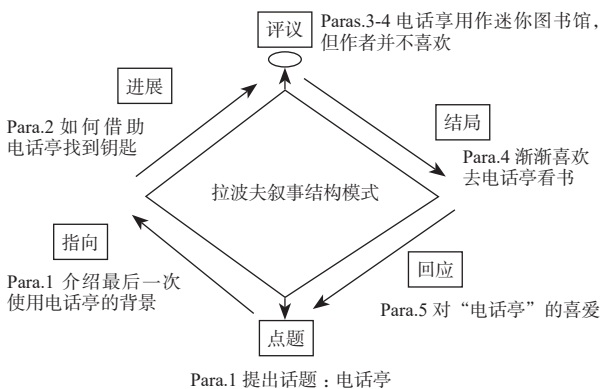 评议
Paras.3-4 电话享用作迷你图书馆，
但作者并不喜欢
进展
Para.2 如何借助
电话亭找到钥匙
结局
Para.4 渐渐喜欢
去电话亭看书
拉波夫叙事结构模式
指向
Para.1 介绍最后一次
使用电话亭的背景
回应
Para.5 对“电话亭”的喜爱
点题
Para.1 提出话题：电话亭